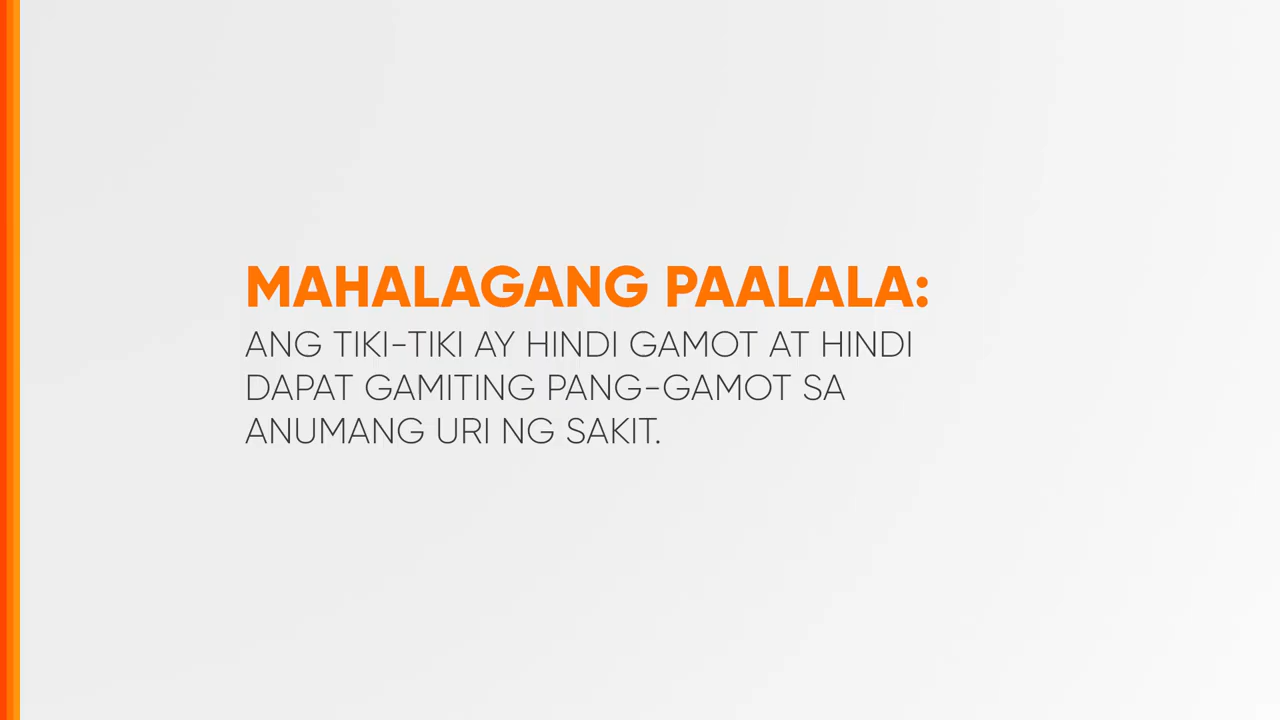 MAHALAGANG PAALALA:
ANG TIKI-TIKI AY HINDI GAMOT AT HINDI
DAPAT GAMITING PANG-GAMOT SA
ANUMANG URI NG SAKIT.